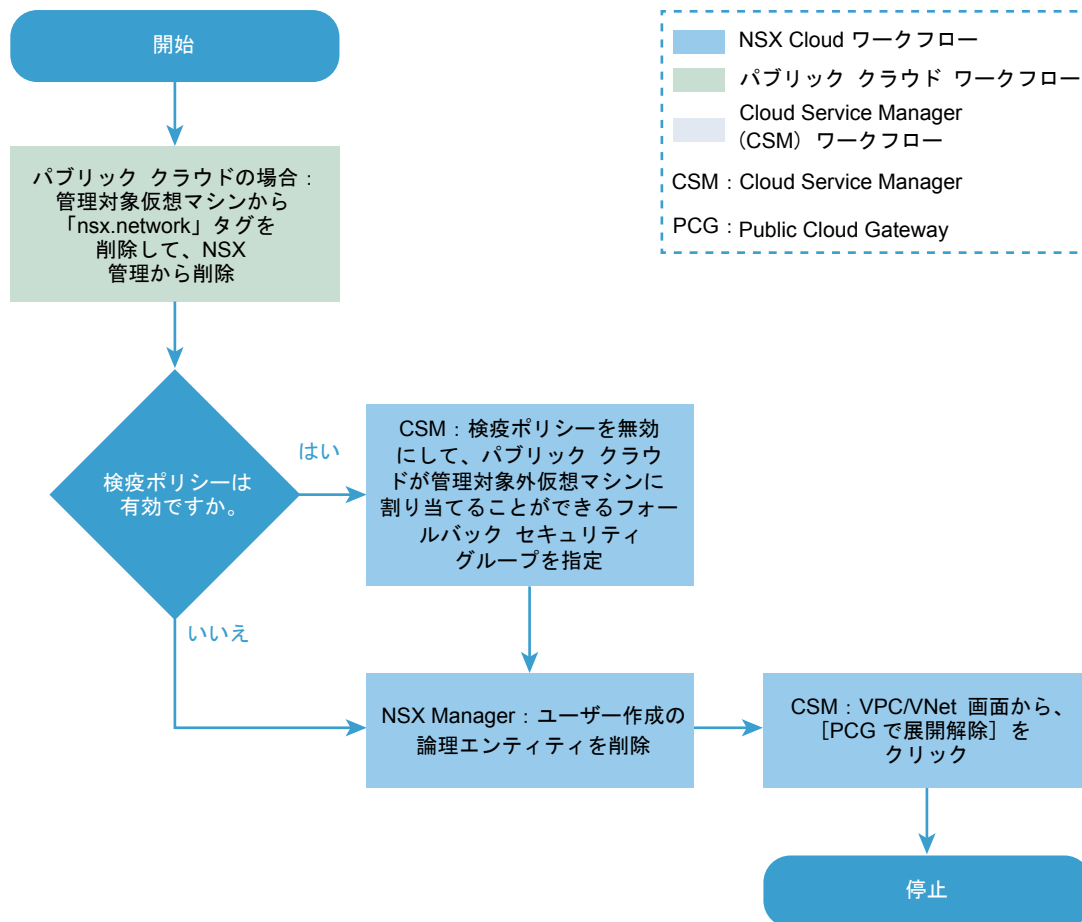 開始
パブリック クラウドの場合：
管理対象仮想マシンから
「nsx.network」タグを
削除して、NSX
管理から削除
検疫ポリシーは
有効ですか。
はい
いいえ
CSM：検疫ポリシーを無効
にして、パブリック クラウ
ドが管理対象外仮想マシンに
割り当てることができるフォー
ルバック セキュリティ
グループを指定
NSX Manager：ユーザー作成の
論理エンティティを削除
CSM：VPC/VNet 画面から、
［PCG で展開解除］を
クリック
停止
NSX Cloud ワークフロー
パブリック クラウド ワークフロー
Cloud Service Manager
（CSM）ワークフロー
CSM：Cloud Service Manager
PCG：Public Cloud Gateway